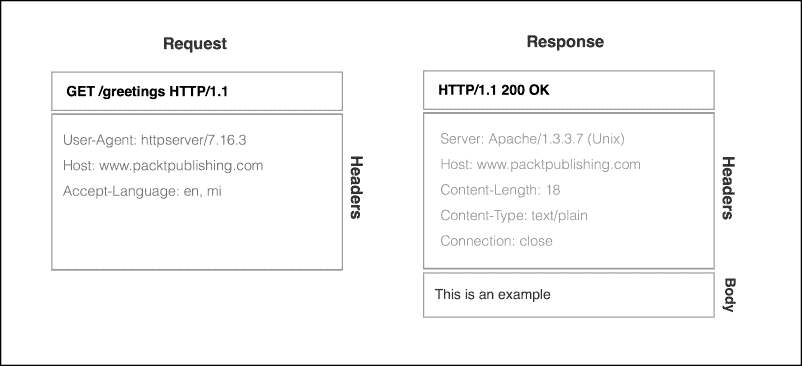 Request
GET /greetings HTTP/1.1
User-Agent: httpserver/7.16.3
Host: www.packtpublishing.com
Accept-Language: en, mi
Headers
Response
HTTP/1.1 200 OK
Server: Apache/1.3.3.7 (Unix)
Host: www.packtpublishing.com
Content-Length: 18
Content-Type: text/plain
Connection: close
Headers
This is an example
Body